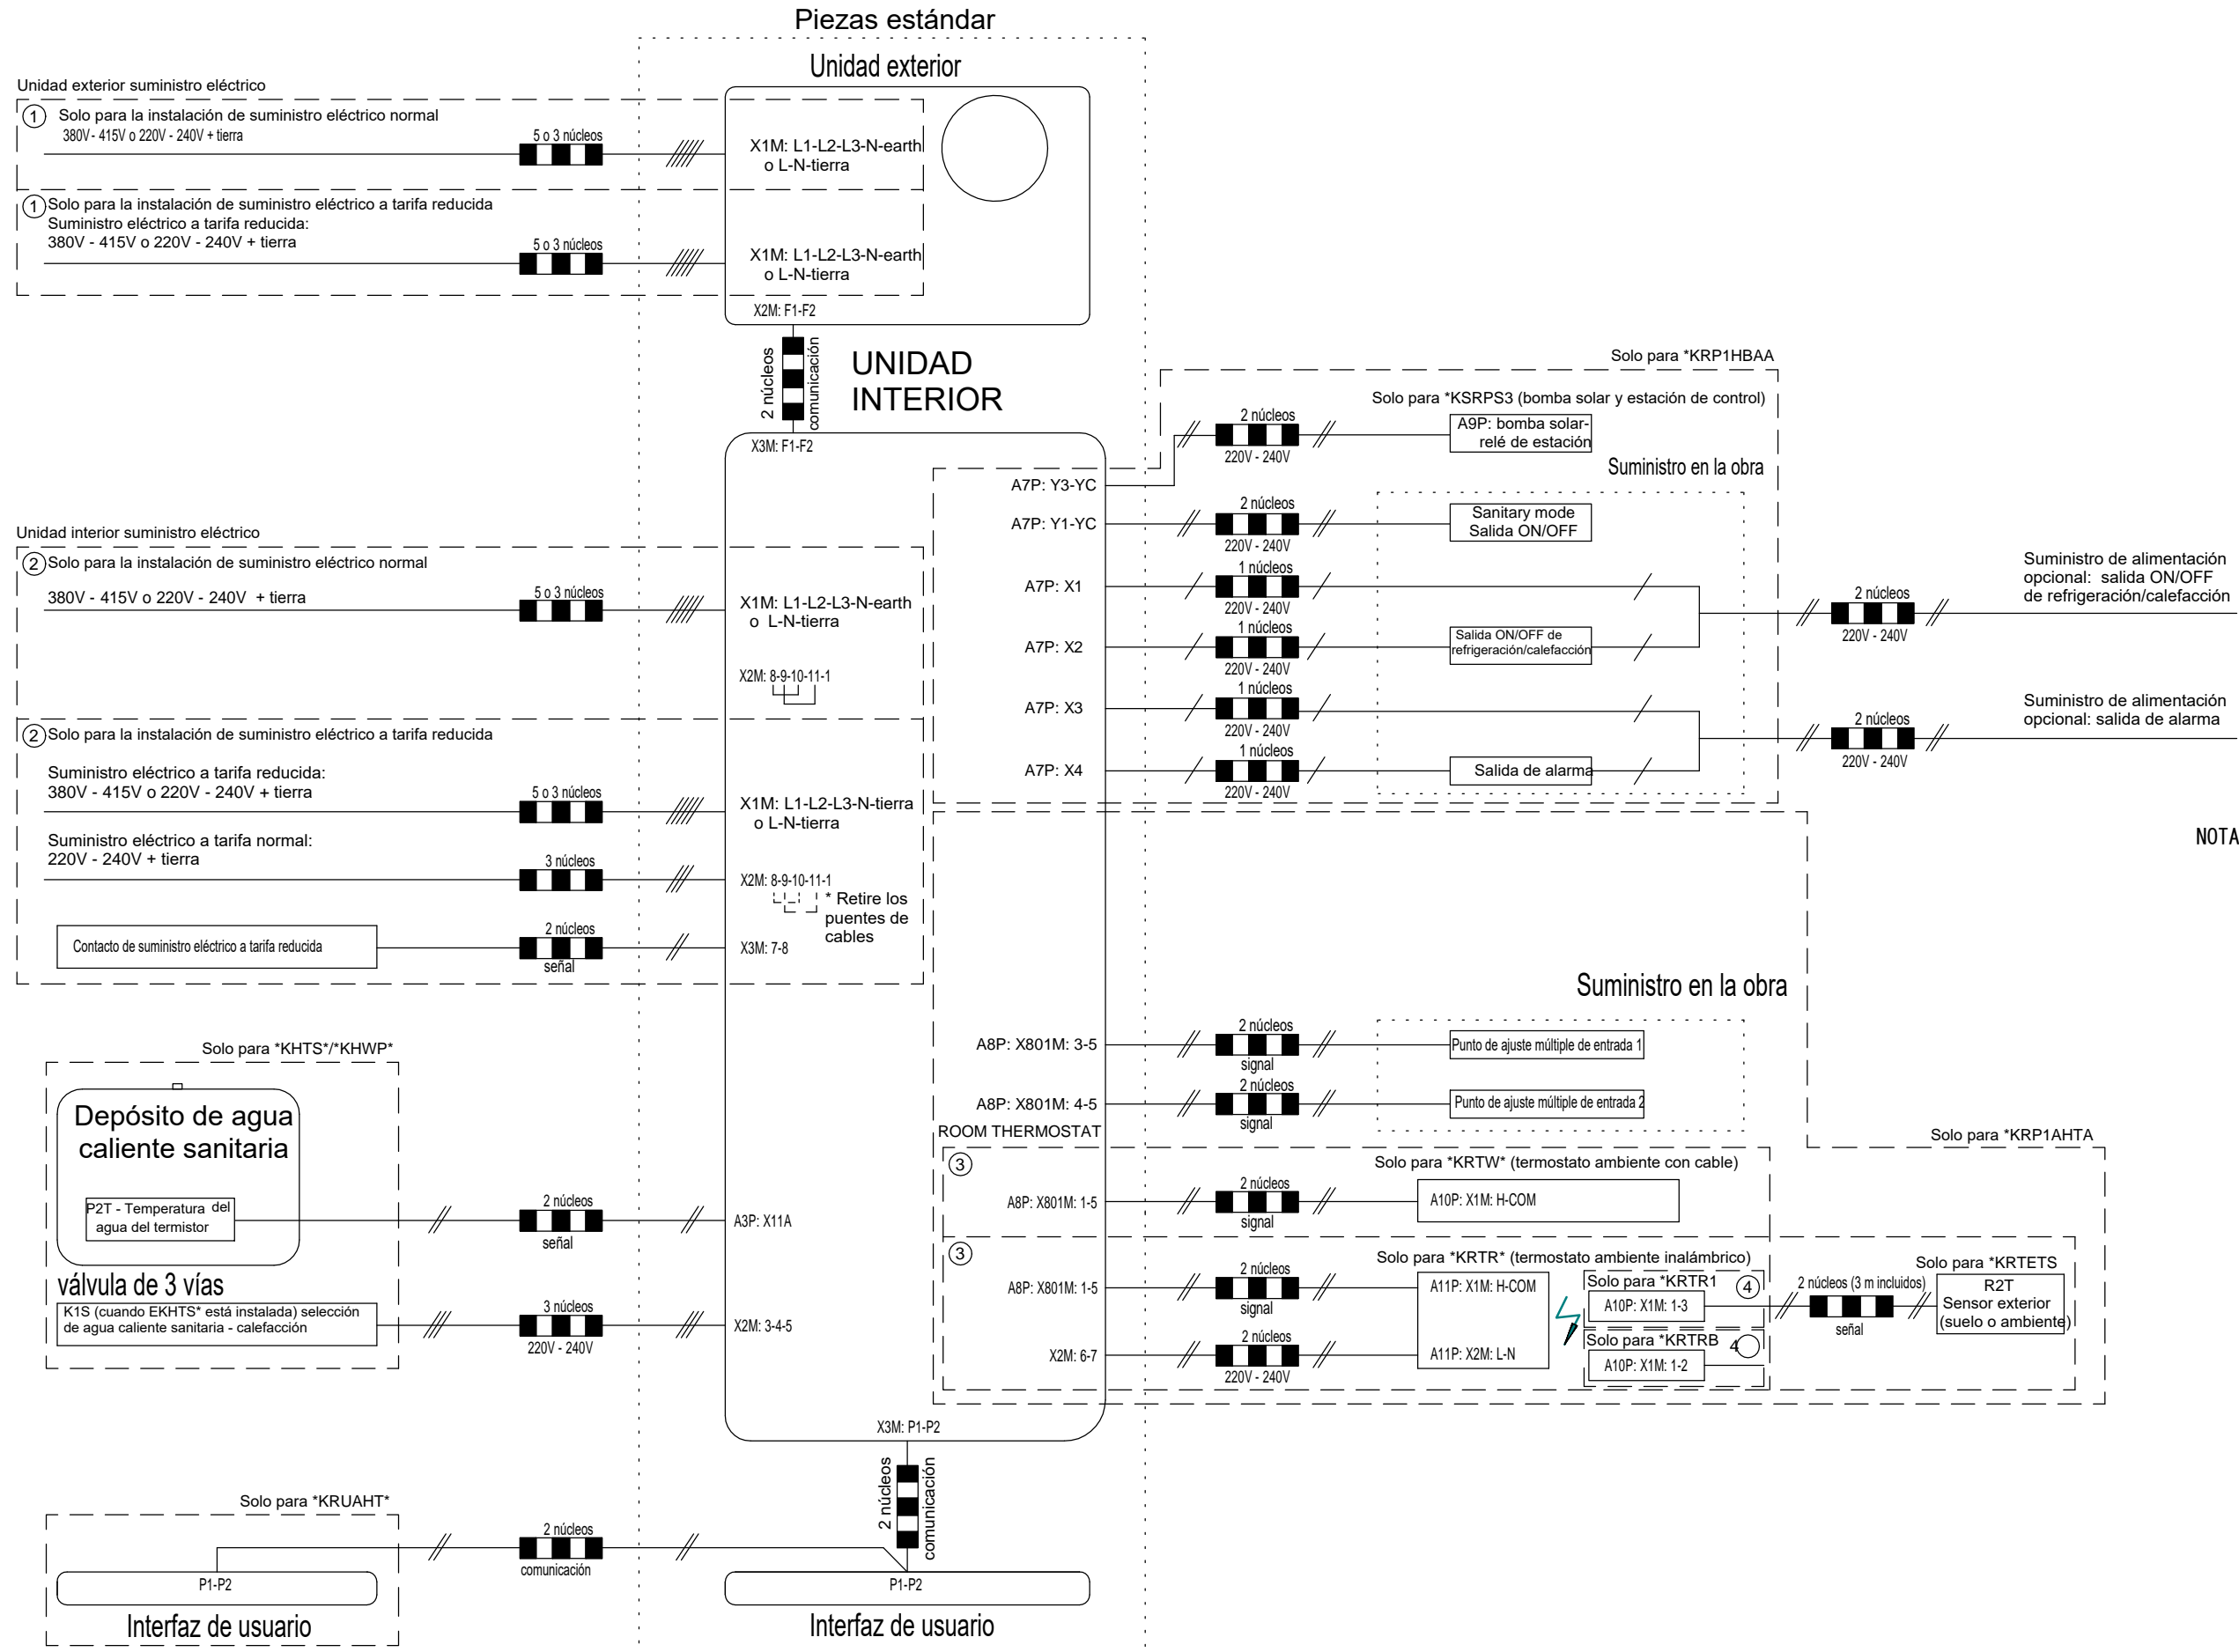 Piezas estándar
Unidad exterior
Unidad exterior suministro eléctrico
1 Solo para la instalación de suministro eléctrico normal
380V - 415V o 220V - 240V + tierra
5 o 3 núcleos
X1M: L1-L2-L3-N-earth
o L-N-tierra
1 Solo para la instalación de suministro eléctrico a tarifa reducida
Suministro eléctrico a tarifa reducida:
380V - 415V o 220V - 240V + tierra
5 o 3 núcleos
X1M: L1-L2-L3-N-earth
o L-N-tierra
X2M: F1-F2
2 núcleos
comunicación
UNIDAD
INTERIOR
X3M: F1-F2
Unidad interior suministro eléctrico
2 Solo para la instalación de suministro eléctrico normal
380V - 415V o 220V - 240V + tierra
5 o 3 núcleos
X1M: L1-L2-L3-N-earth
o L-N-tierra
X2M: 8-9-10-11-1
2 Solo para la instalación de suministro eléctrico a tarifa reducida
Suministro eléctrico a tarifa reducida:
380V - 415V o 220V - 240V + tierra
5 o 3 núcleos
X1M: L1-L2-L3-N-tierra
o L-N-tierra
Suministro eléctrico a tarifa normal:
220V - 240V + tierra
3 núcleos
X2M: 8-9-10-11-1
* Retire los
puentes de
cables
Contacto de suministro eléctrico a tarifa reducida
2 núcleos
señal
X3M: 7-8
Solo para *KHTS*/*KHWP*
Depósito de agua
caliente sanitaria
P2T - Temperatura del
agua del termistor
2 núcleos
señal
A3P: X11A
válvula de 3 vías
K1S (cuando EKHTS* está instalada) selección
de agua caliente sanitaria - calefacción
3 núcleos
220V - 240V
X2M: 3-4-5
Solo para *KRUAHT*
P1-P2
Interfaz de usuario
2 núcleos
comunicación
X3M: P1-P2
2 núcleos
comunicación
P1-P2
Interfaz de usuario
Solo para *KRP1HBAA
Solo para *KSRPS3 (bomba solar y estación de control)
A7P: Y3-YC
2 núcleos
220V - 240V
A9P: bomba solar-
relé de estación
Suministro en la obra
A7P: Y1-YC
2 núcleos
220V - 240V
Sanitary mode
Salida ON/OFF
A7P: X1
1 núcleos
220V - 240V
A7P: X2
1 núcleos
220V - 240V
Salida ON/OFF de
refrigeración/calefacción
2 núcleos
220V - 240V
Suministro de alimentación
opcional: salida ON/OFF
de refrigeración/calefacción
A7P: X3
1 núcleos
220V - 240V
A7P: X4
1 núcleos
220V - 240V
Salida de alarma
2 núcleos
220V - 240V
Suministro de alimentación
opcional: salida de alarma
NOTA
Suministro en la obra
A8P: X801M: 3-5
2 núcleos
signal
Punto de ajuste múltiple de entrada 1
A8P: X801M: 4-5
2 núcleos
signal
Punto de ajuste múltiple de entrada 2
ROOM THERMOSTAT
Solo para *KRP1AHTA
3
Solo para *KRTW* (termostato ambiente con cable)
A8P: X801M: 1-5
2 núcleos
signal
A10P: X1M: H-COM
3
Solo para *KRTR* (termostato ambiente inalámbrico)
A8P: X801M: 1-5
2 núcleos
signal
A11P: X1M: H-COM
X2M: 6-7
2 núcleos
220V - 240V
A11P: X2M: L-N
Solo para *KRTR1 4
A10P: X1M: 1-3
Solo para *KRTRB 4
A10P: X1M: 1-2
2 núcleos (3 m incluidos)
señal
Solo para *KRTETS
R2T
Sensor exterior
(suelo o ambiente)